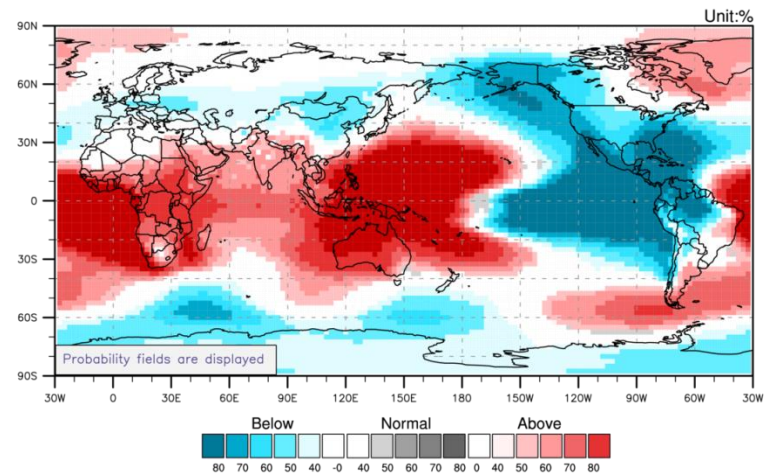 Unit:%
90N
60N
30N
0
30S
60S
90S
Probability fields are displayed
30W 0 30E 60E 90E 120E 150E 180 150W 120W 90W 60W 30W
Below Normal Above
80 70 60 50 40 -0 40 50 60 70 80 0 40 50 60 70 80